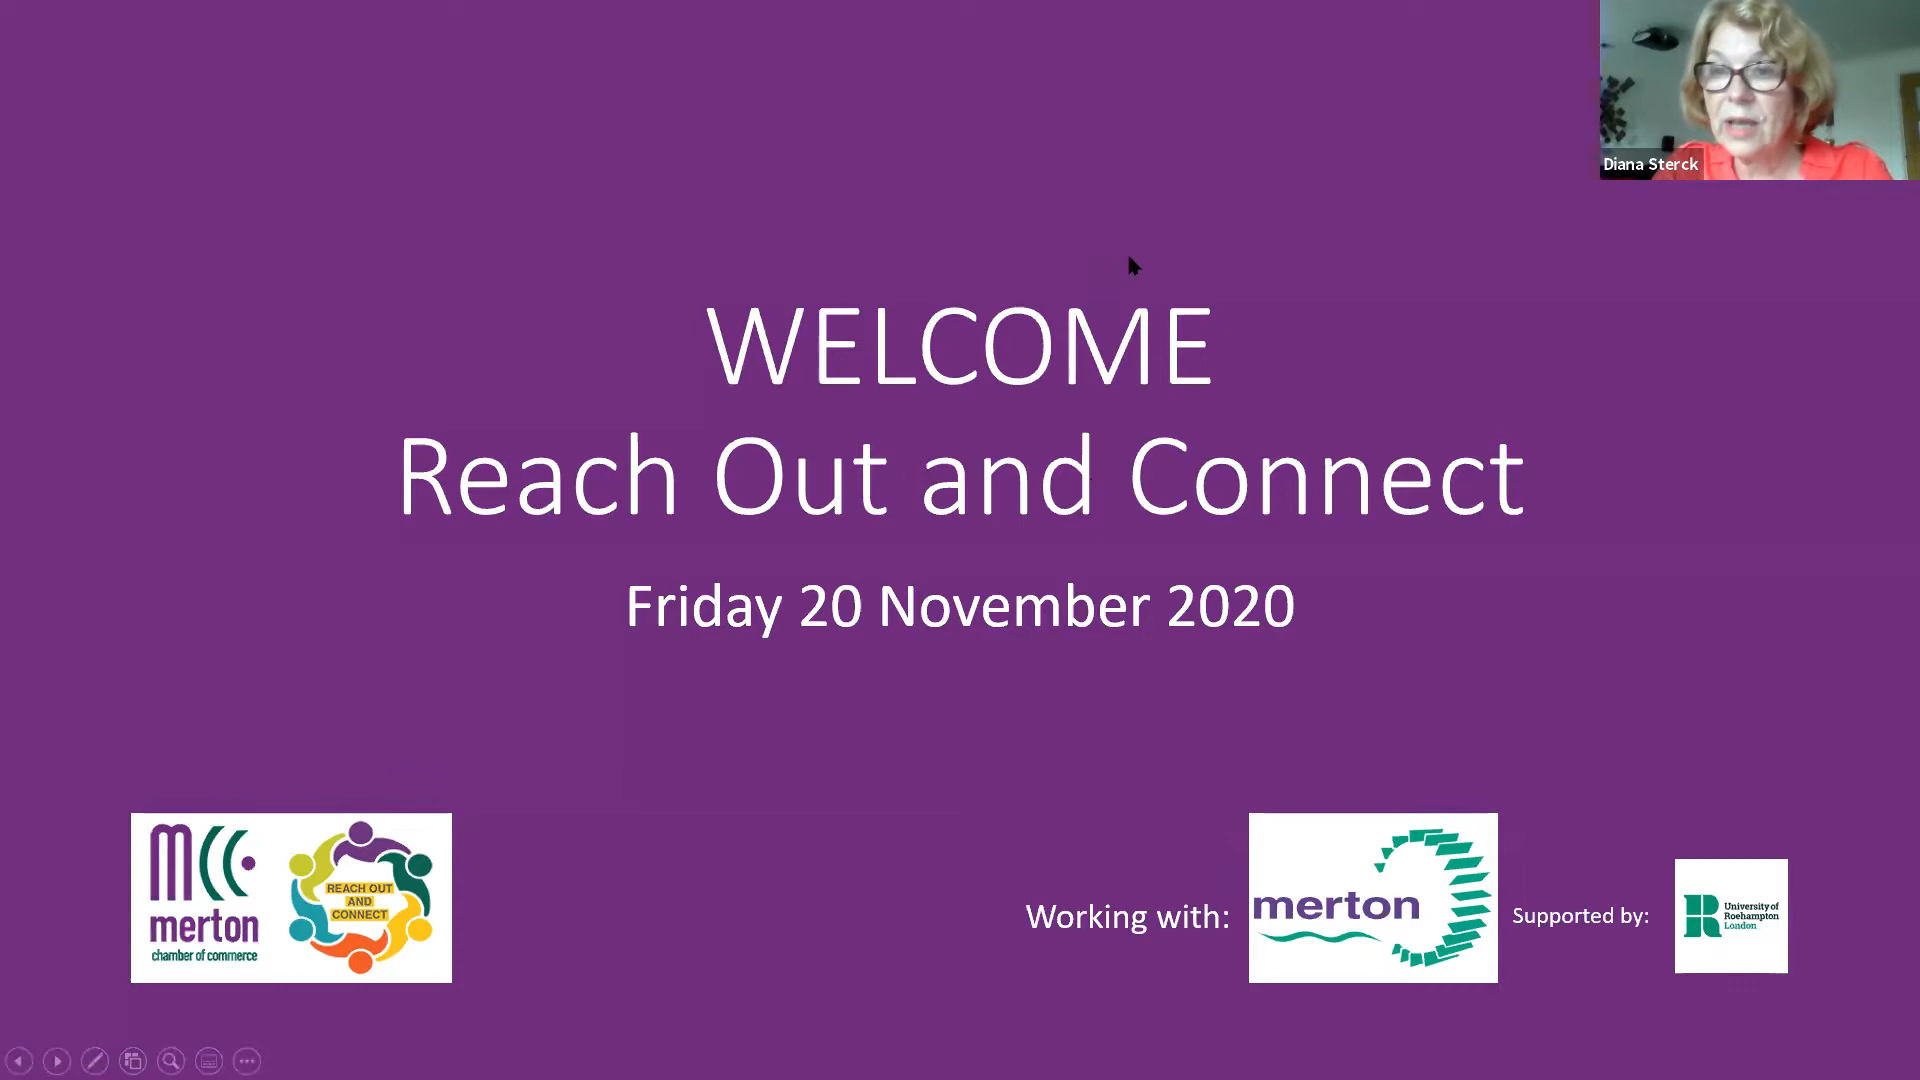 Diana Sterck
WELCOME
Reach Out and Connect
Friday 20 November 2020
mcc
merton
chamber of commerce
REACH OUT
AND
CONNECT
Working with:
merton
Supported by:
R
University of
Roehampton
London